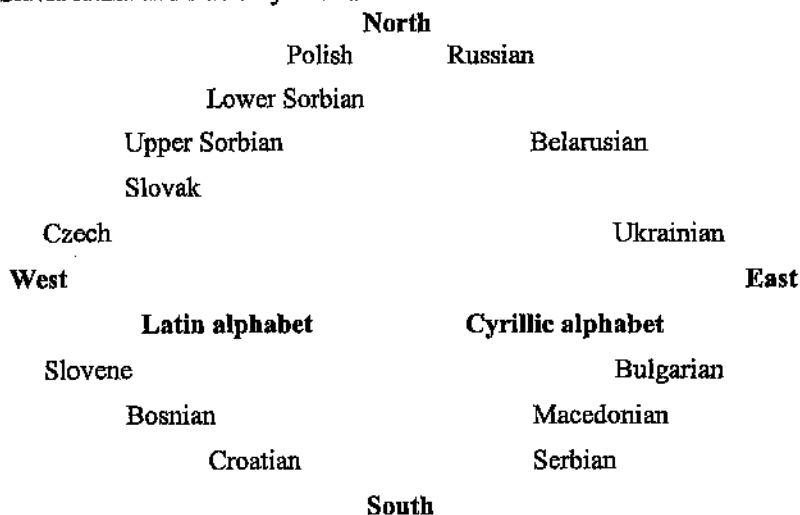 North
Polish Russian
Lower Sorbian
Upper Sorbian Belarusian
Slovak
Czech Ukrainian
West East
Latin alphabet Cyrillic alphabet
Slovene Bulgarian
Bosnian Macedonian
Croatian Serbian
South